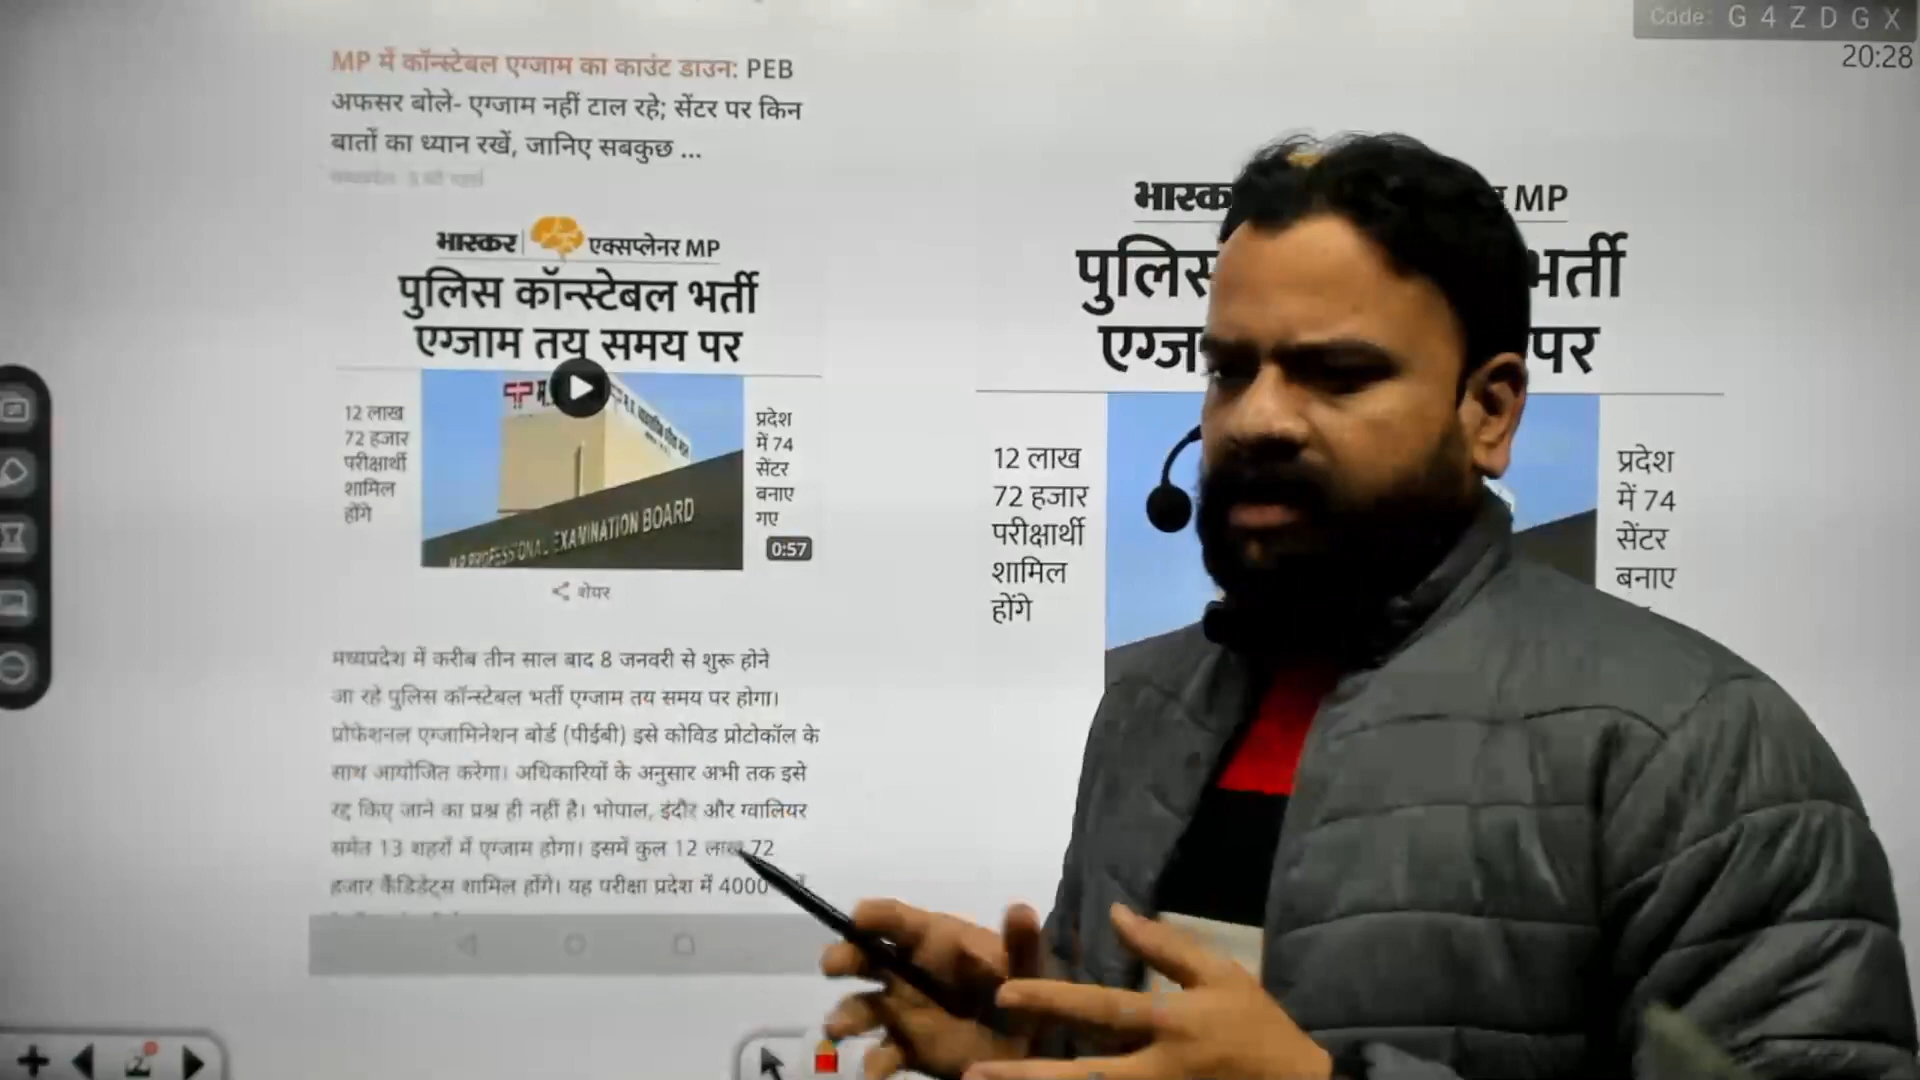 Code: G4ZDGX
20:28
MP में कॉन्स्टेबल एग्जाम का काउंट डाउन: PEB
अफसर बोले- एग्जाम नहीं टाल रहे; सेंटर पर किन
बातों का ध्यान रखें, जानिए सबकुछ ...
भास्कर एक्सप्लेनर MP
पुलिस कॉन्स्टेबल भर्ती
एग्जाम तय समय पर
12 लाख
72 हजार
परीक्षार्थी
शामिल
होंगे
M.P. PROFESSIONAL EXAMINATION BOARD
प्रदेश
में 74
सेंटर
बनाए
गए
0:57
शेयर
मध्यप्रदेश में करीब तीन साल बाद 8 जनवरी से शुरू होने
जा रहे पुलिस कॉन्स्टेबल भर्ती एग्जाम तय समय पर होगा।
प्रोफेशनल एग्जामिनेशन बोर्ड (पीईबी) इसे कोविड प्रोटोकॉल के
साथ आयोजित करेगा। अधिकारियों के अनुसार अभी तक इसे
रद्द किए जाने का प्रश्न ही नहीं है। भोपाल, इंदौर और ग्वालियर
समेत 13 शहरों में एग्जाम होगा। इसमें कुल 12 लाख 72
हजार कैंडिडेट्स शामिल होंगे। यह परीक्षा प्रदेश में 4000
MP
पुलिस भर्ती
पर
12 लाख
72 हजार
परीक्षार्थी
शामिल
होंगे
प्रदेश
में 74
सेंटर
बनाए
2